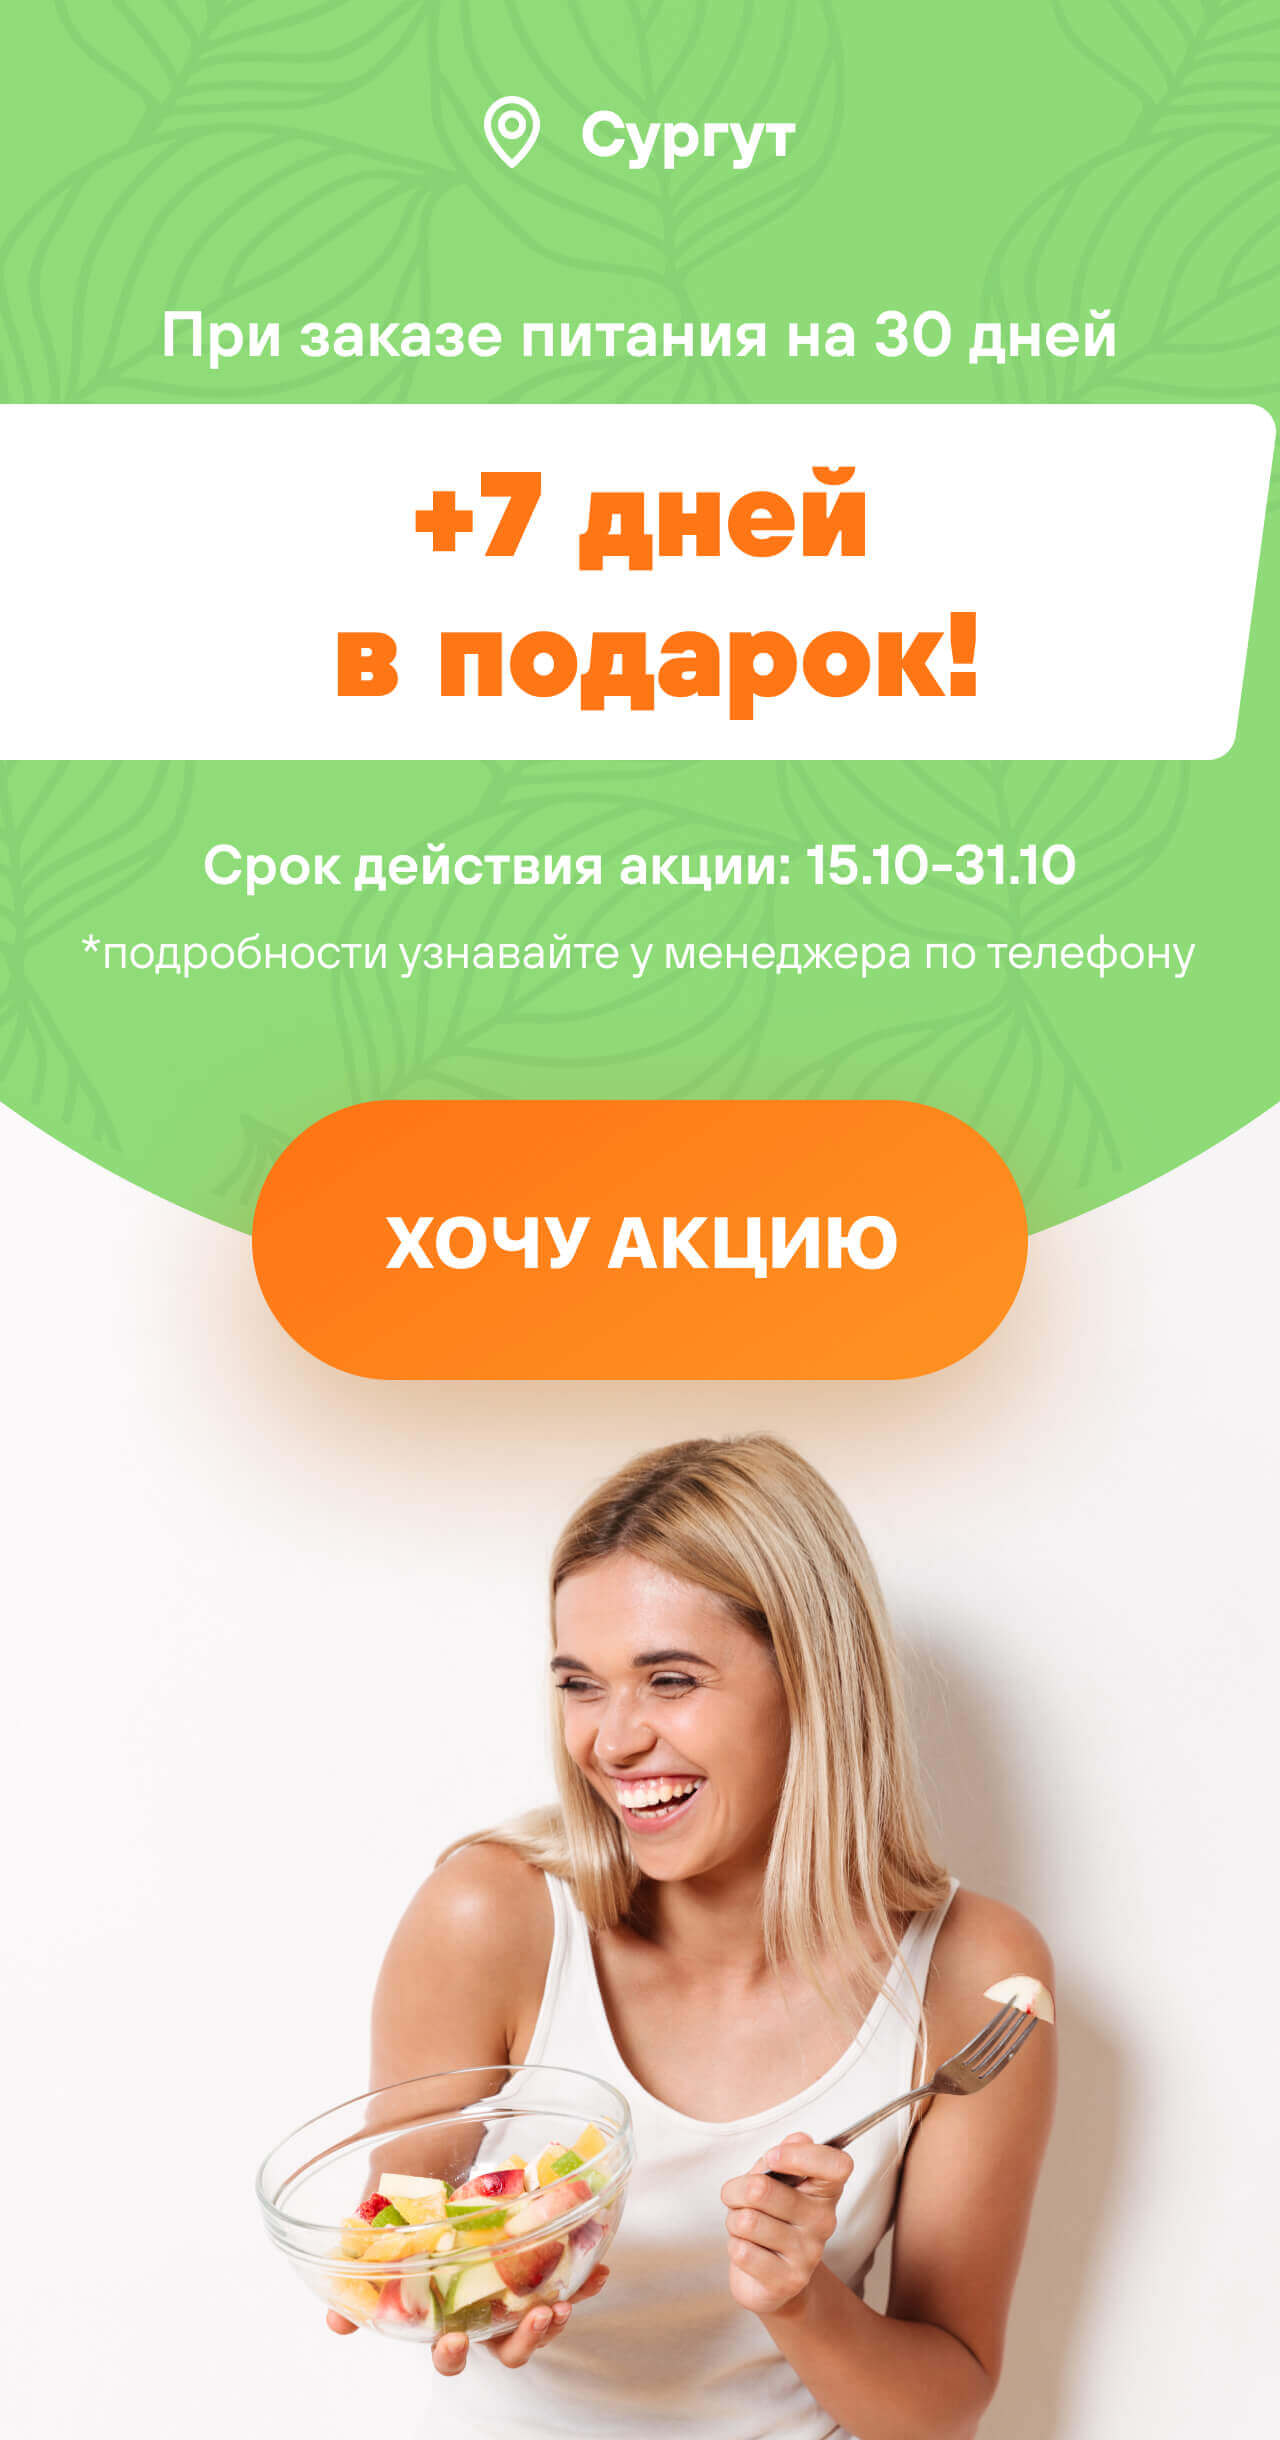 Сургут
При заказе питания на 30 дней
+7 дней
в подарок!
Срок действия акции: 15.10-31.10
*подробности узнавайте у менеджера по телефону
ХОЧУ АКЦИЮ